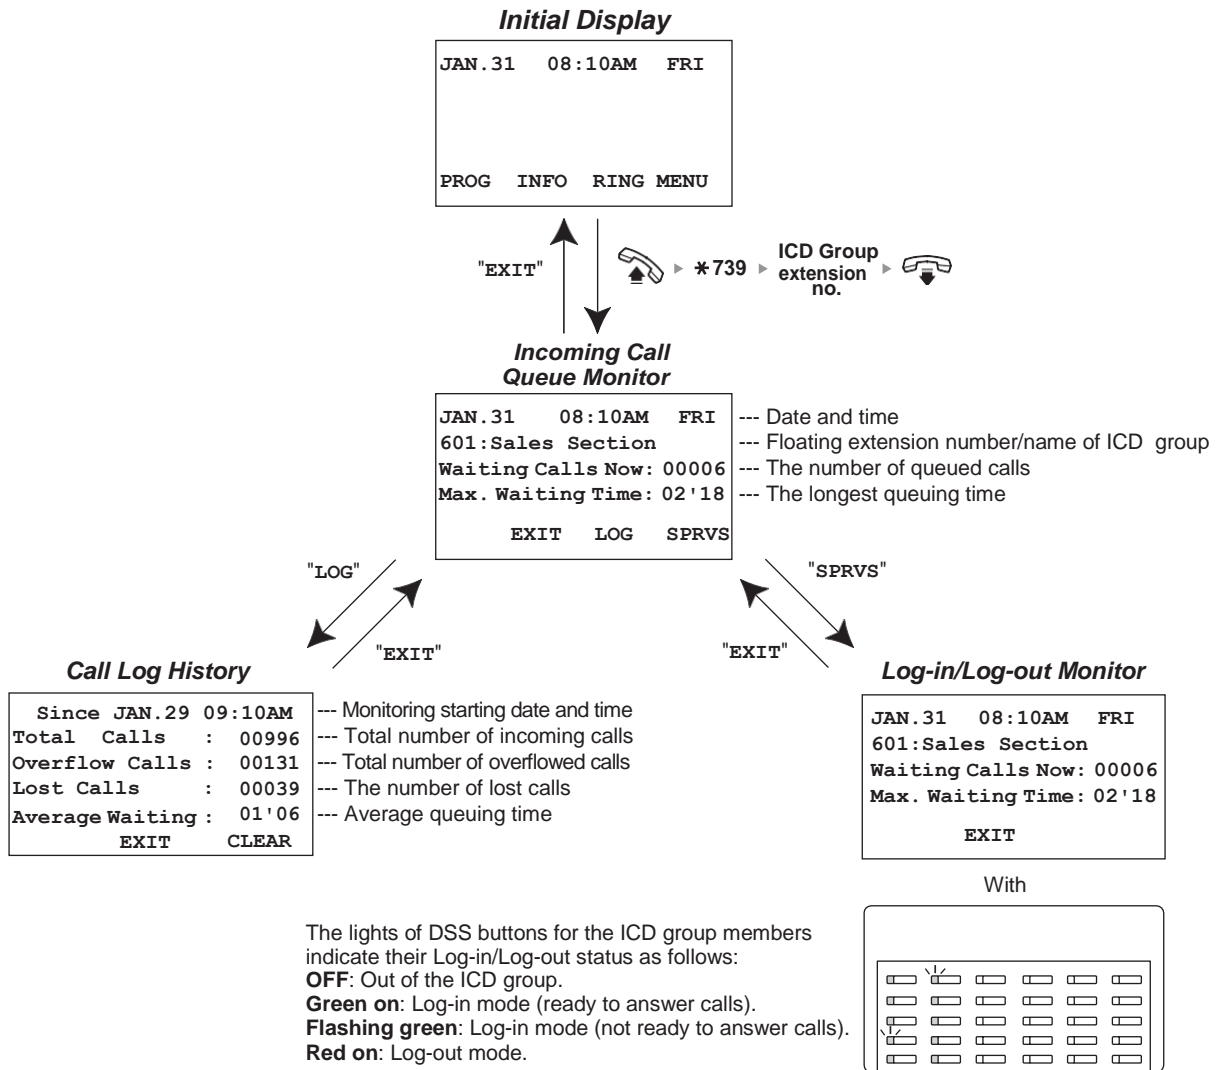 Initial Display
JAN.31 08:10AM FRI
PROG INFO RING MENU
"EXIT"
*739
ICD Group
extension
no.
Incoming Call
Queue Monitor
JAN.31 08:10AM FRI
--- Date and time
601:Sales Section
--- Floating extension number/name of ICD group
Waiting Calls Now: 00006
--- The number of queued calls
Max. Waiting Time: 02'18
--- The longest queuing time
EXIT LOG SPRVS
"LOG"
"EXIT"
"SPRVS"
"EXIT"
Call Log History
Since JAN.29 09:10AM
--- Monitoring starting date and time
Total Calls : 00996
--- Total number of incoming calls
Overflow Calls : 00131
--- Total number of overflowed calls
Lost Calls : 00039
--- The number of lost calls
Average Waiting : 01'06
--- Average queuing time
EXIT CLEAR
Log-in/Log-out Monitor
JAN.31 08:10AM FRI
601:Sales Section
Waiting Calls Now: 00006
Max. Waiting Time: 02'18
EXIT
With
The lights of DSS buttons for the ICD group members
indicate their Log-in/Log-out status as follows:
OFF: Out of the ICD group.
Green on: Log-in mode (ready to answer calls).
Flashing green: Log-in mode (not ready to answer calls).
Red on: Log-out mode.